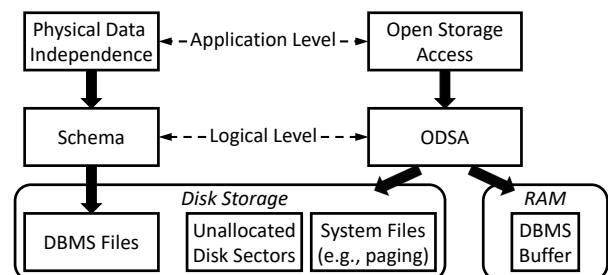 Physical Data
Independence
Application Level
Open Storage
Access
Schema
Logical Level
ODSA
Disk Storage
RAM
DBMS Files
Unallocated
Disk Sectors
System Files
(e.g., paging)
DBMS
Buffer